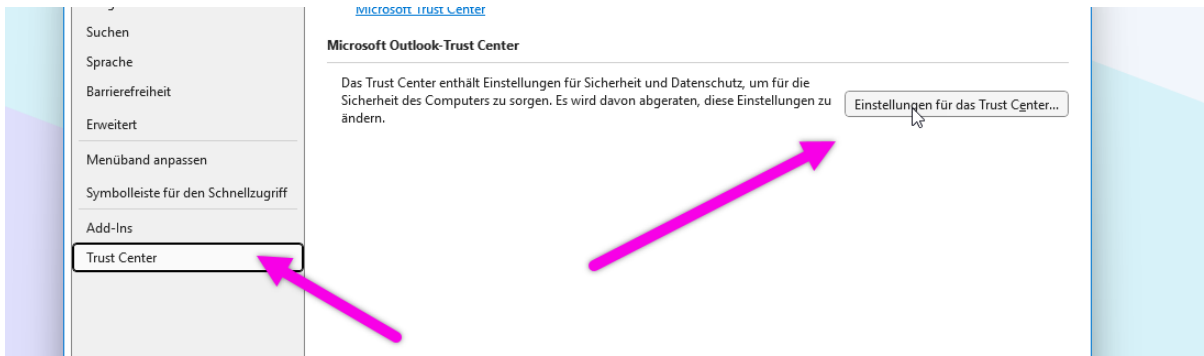 Microsoft Trust Center
Suchen
Sprache
Barrierefreiheit
Erweitert
Menüband anpassen
Symbolleiste für den Schnellzugriff
Add-Ins
Trust Center
Microsoft Outlook-Trust Center
Das Trust Center enthält Einstellungen für Sicherheit und Datenschutz, um für die
Sicherheit des Computers zu sorgen. Es wird davon abgeraten, diese Einstellungen zu
ändern.
Einstellungen für das Trust Center...